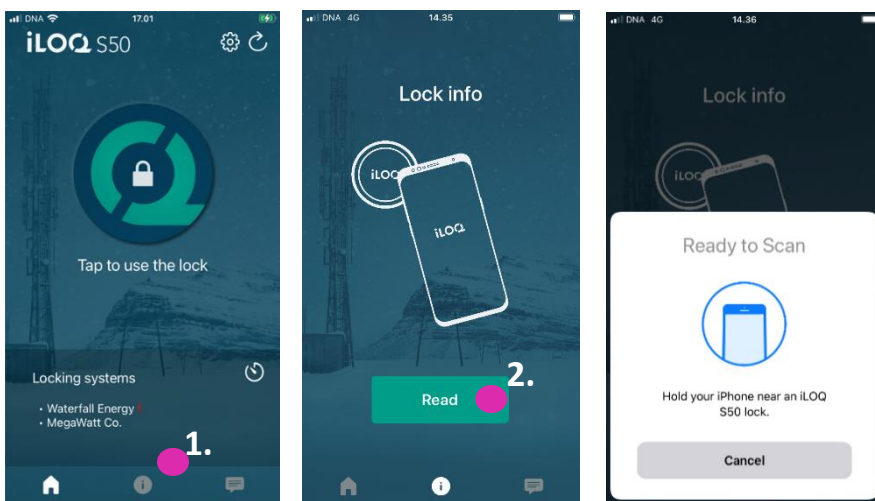 DNA 17.01
iLOQ S50
Tap to use the lock
Locking systems
• Waterfall Energy
• MegaWatt Co.
1.
DNA 4G 14.35
Lock info
iLOQ
iLOQ
Read
2.
DNA 4G 14.36
Lock info
iLOQ
Ready to Scan
Hold your iPhone near an iLOQ
S50 lock.
Cancel